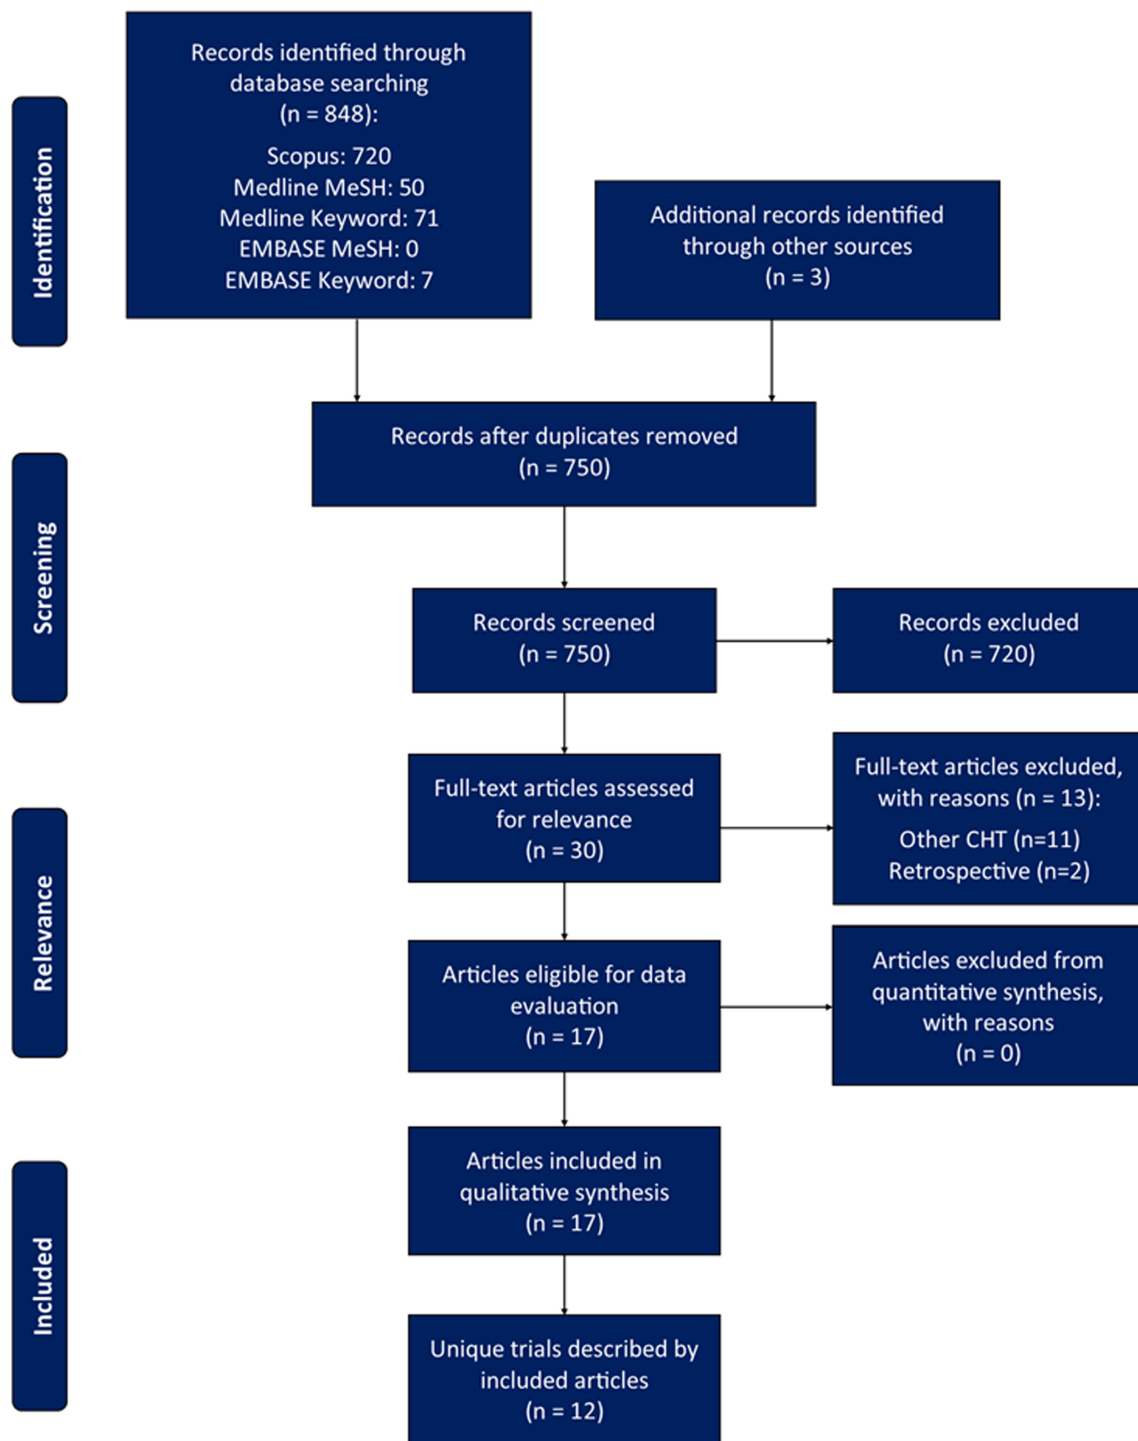 Identification
Records identified through
database searching
(n = 848):
Scopus: 720
Medline MeSH: 50
Medline Keyword: 71
EMBASE MeSH: 0
EMBASE Keyword: 7
Additional records identified
through other sources
(n = 3)
Records after duplicates removed
(n = 750)
Screening
Records screened
(n = 750)
Records excluded
(n = 720)
Relevance
Full-text articles assessed
for relevance
(n = 30)
Full-text articles excluded,
with reasons (n = 13):
Other CHT (n=11)
Retrospective (n=2)
Articles eligible for data
evaluation
(n = 17)
Articles excluded from
quantitative synthesis,
with reasons
(n = 0)
Included
Articles included in
qualitative synthesis
(n = 17)
Unique trials described by
included articles
(n = 12)